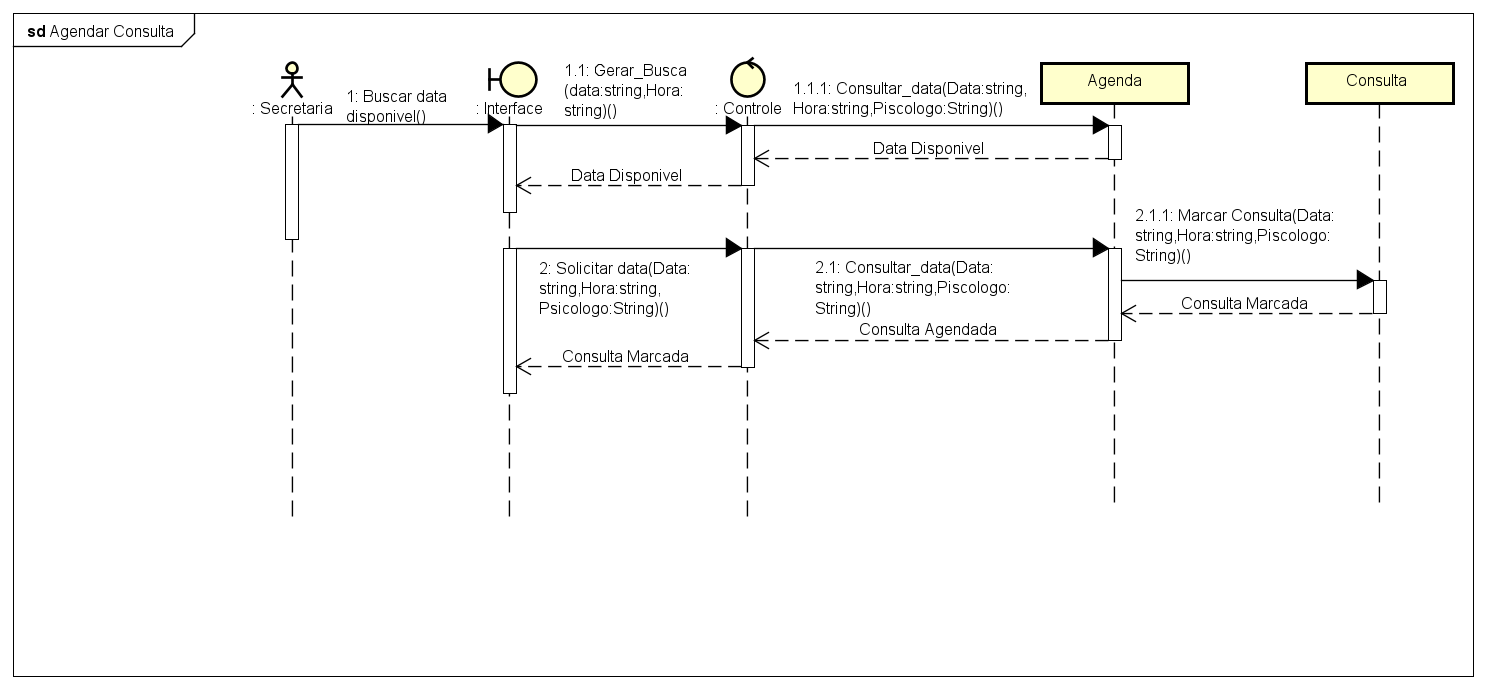 sd Agendar Consulta
: Secretaria
1: Buscar data
disponivel()
: Interface
1.1: Gerar_Busca
(data:string,Hora:
string)()
: Controle
1.1.1: Consultar_data(Data:string,
Hora:string,Piscologo:String)()
Agenda
Consulta
Data Disponivel
Data Disponivel
2.1.1: Marcar Consulta(Data:
string,Hora:string,Piscologo:
String)()
2: Solicitar data(Data:
string,Hora:string,
Psicologo:String)()
2.1: Consultar_data(Data:
string,Hora:string,Piscologo:
String)()
Consulta Marcada
Consulta Agendada
Consulta Marcada